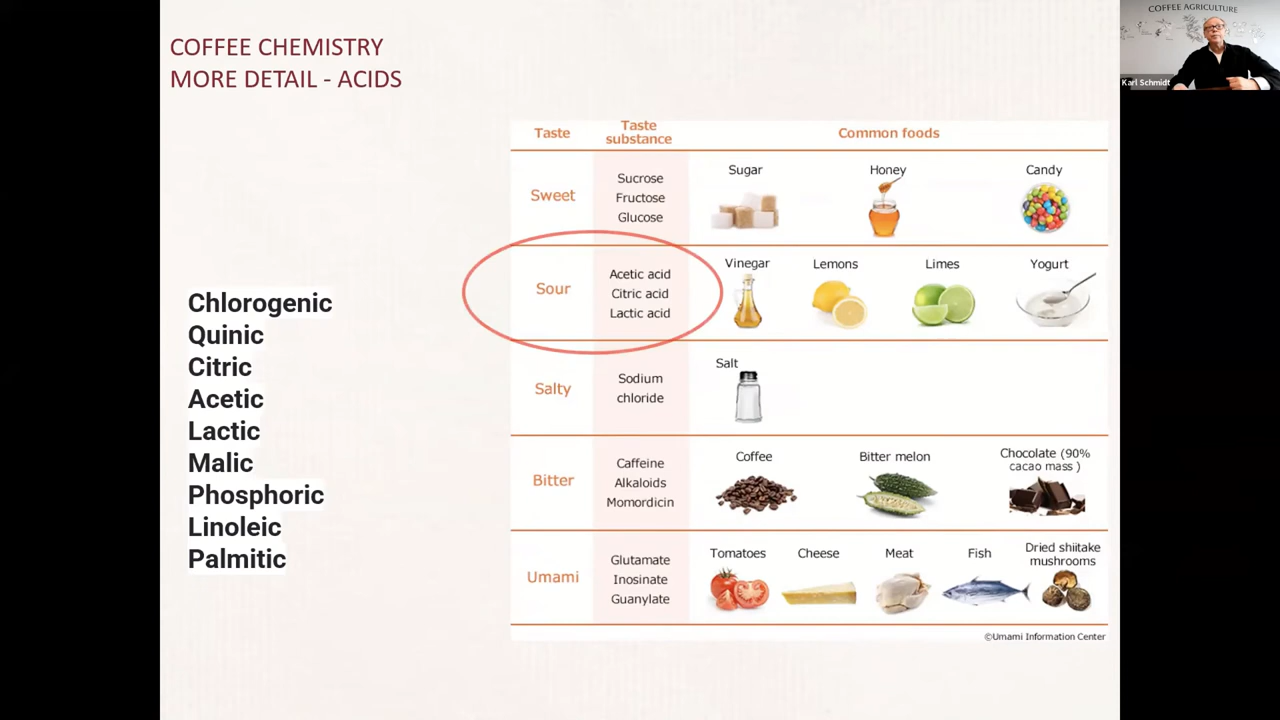 COFFEE CHEMISTRY
MORE DETAIL - ACIDS
COFFEE AGRICULTURE
Karl Schmidt
Chlorogenic
Quinic
Citric
Acetic
Lactic
Malic
Phosphoric
Linoleic
Palmitic
Taste
Taste
substance
Common foods
Sweet
Sucrose
Fructose
Glucose
Sugar
Honey
Candy
Sour
Acetic acid
Citric acid
Lactic acid
Vinegar
Lemons
Limes
Yogurt
Salty
Sodium
chloride
Salt
Bitter
Caffeine
Alkaloids
Momordicin
Coffee
Bitter melon
Chocolate (90%
cacao mass )
Umami
Glutamate
Inosinate
Guanylate
Tomatoes
Cheese
Meat
Fish
Dried shiitake
mushrooms
©Umami Information Center